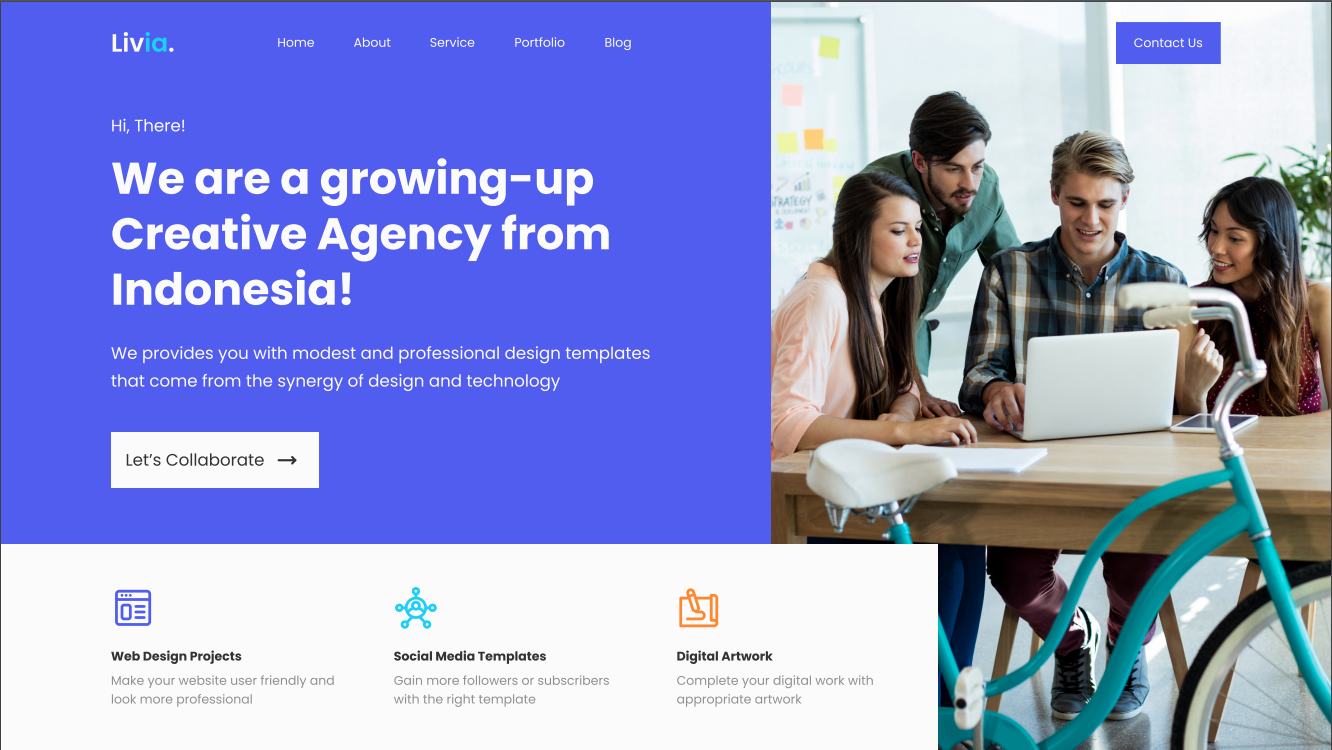 Livia.
Home About Service Portfolio Blog
Contact Us
Hi, There!
We are a growing-up
Creative Agency from
Indonesia!
We provides you with modest and professional design templates
that come from the synergy of design and technology
Let's Collaborate
STRATEGY
Web Design Projects
Make your website user friendly and
look more professional
Social Media Templates
Gain more followers or subscribers
with the right template
Digital Artwork
Complete your digital work with
appropriate artwork